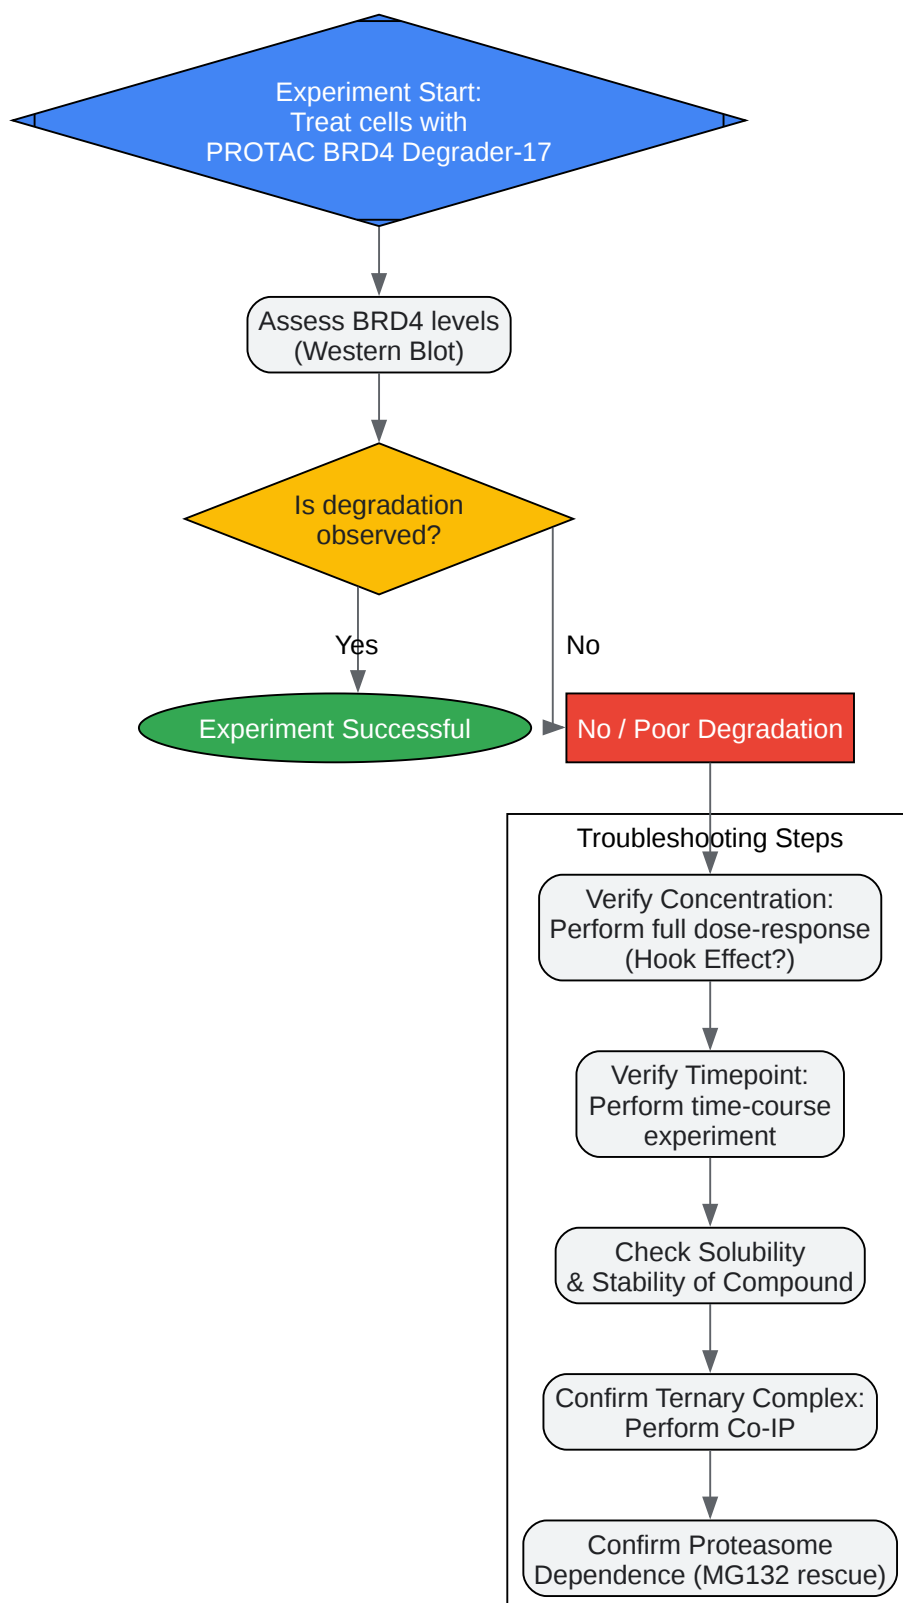 Experiment Start:
Treat cells with
PROTAC BRD4 Degrader-17
Assess BRD4 levels
(Western Blot)
Is degradation
observed?
Yes
No
Experiment Successful
No / Poor Degradation
Troubleshooting Steps
Verify Concentration:
Perform full dose-response
(Hook Effect?)
Verify Timepoint:
Perform time-course
experiment
Check Solubility
& Stability of Compound
Confirm Ternary Complex:
Perform Co-IP
Confirm Proteasome
Dependence (MG132 rescue)